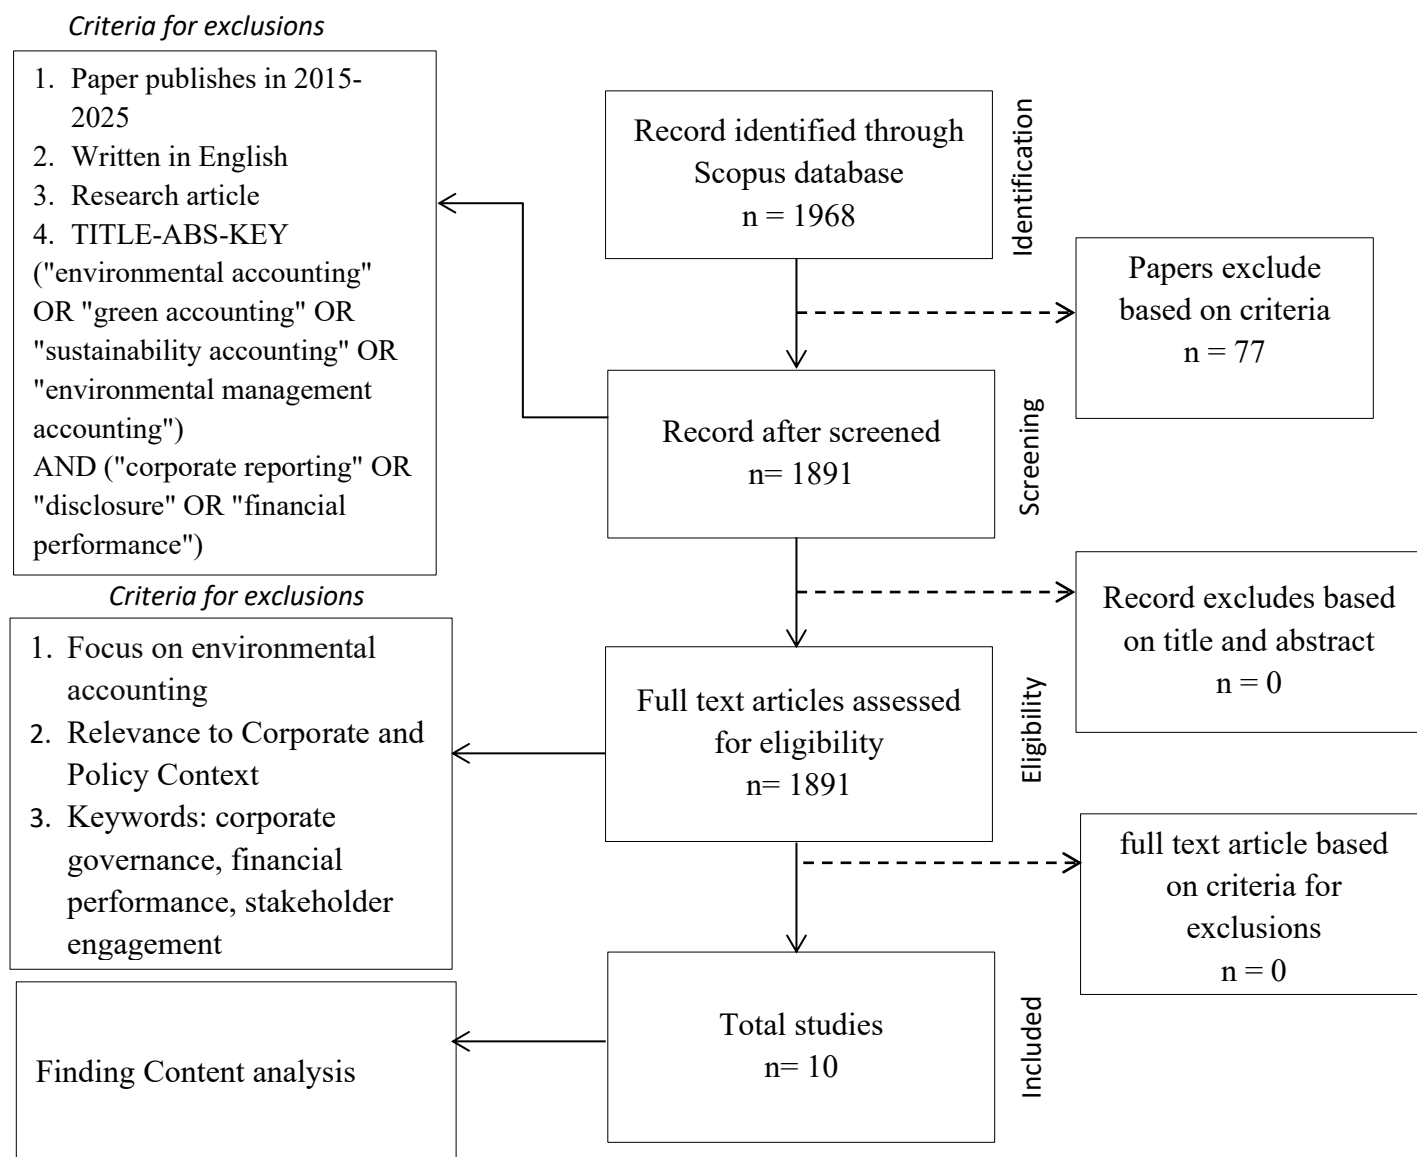 Criteria for exclusions
1. Paper publishes in 2015-
2025
2. Written in English
3. Research article
4. TITLE-ABS-KEY
("environmental accounting"
OR "green accounting" OR
"sustainability accounting" OR
"environmental management
accounting")
AND ("corporate reporting" OR
"disclosure" OR "financial
performance")
Record identified through
Scopus database
n = 1968
Identification
Papers exclude
based on criteria
n = 77
Record after screened
n= 1891
Screening
Record excludes based
on title and abstract
n = 0
Criteria for exclusions
1. Focus on environmental
accounting
2. Relevance to Corporate and
Policy Context
3. Keywords: corporate
governance, financial
performance, stakeholder
engagement
Full text articles assessed
for eligibility
n= 1891
Eligibility
full text article based
on criteria for
exclusions
n = 0
Total studies
n= 10
Included
Finding Content analysis